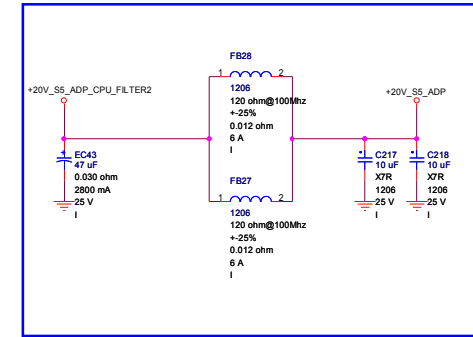 FB28
1 2
1206
120 ohm@100Mhz
+-25%
0.012 ohm
6 A
I
+20V_S5_ADP_CPU_FILTER2
+20V_S5_ADP
EC43
47 uF
0.030 ohm
2800 mA
25 V
I
FB27
1 2
1206
120 ohm@100Mhz
+-25%
0.012 ohm
6 A
I
C217
10 uF
X7R
1206
25 V
I
C218
10 uF
X7R
1206
25 V
I